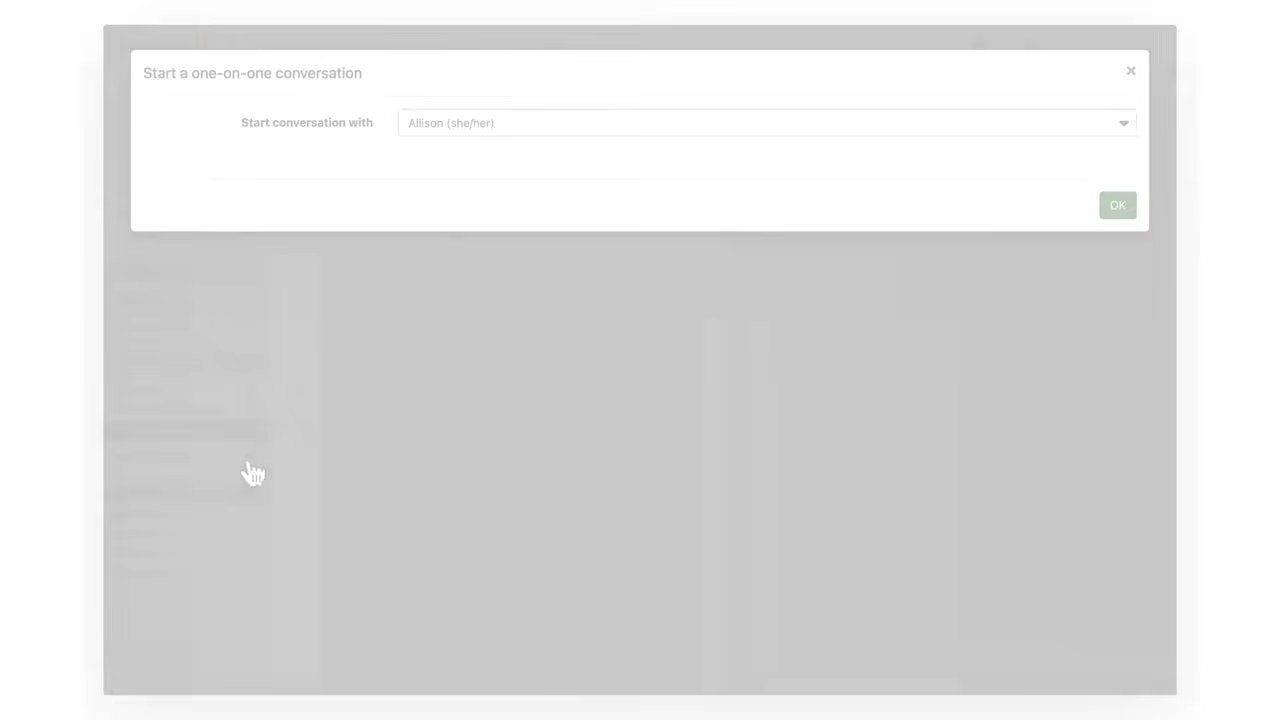 Start a one-on-one conversation ×
Start conversation with Allison (she/her)
OK